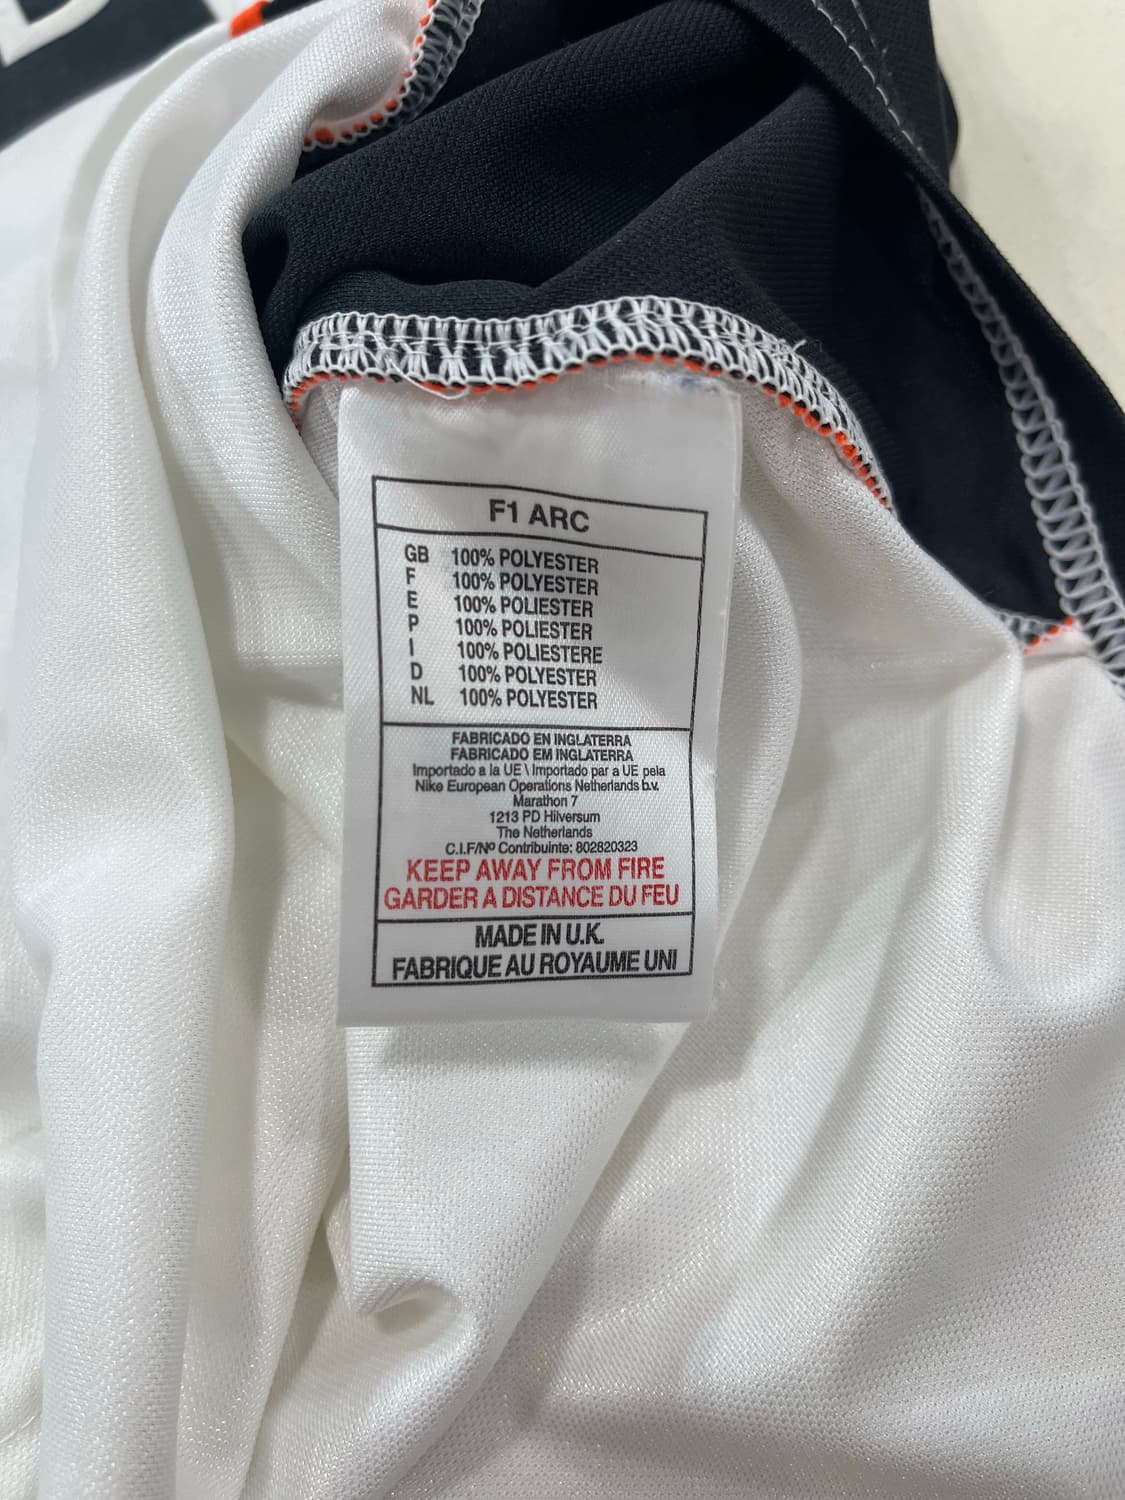 F1 ARC
GB 100% POLYESTER
F 100% POLYESTER
E 100% POLIESTER
P 100% POLIESTER
I 100% POLIESTERE
D 100% POLYESTER
NL 100% POLYESTER
FABRICADO EN INGLATERRA
FABRICADO EM INGLATERRA
Importado a la UE \ Importado par a UE pela
Nike European Operations Netherlands b.v.
Marathon 7
1213 PD Hilversum
The Netherlands
C.I.F/Nº Contribuinte: 802820323
KEEP AWAY FROM FIRE
GARDER A DISTANCE DU FEU
MADE IN U.K.
FABRIQUE AU ROYAUME UNI